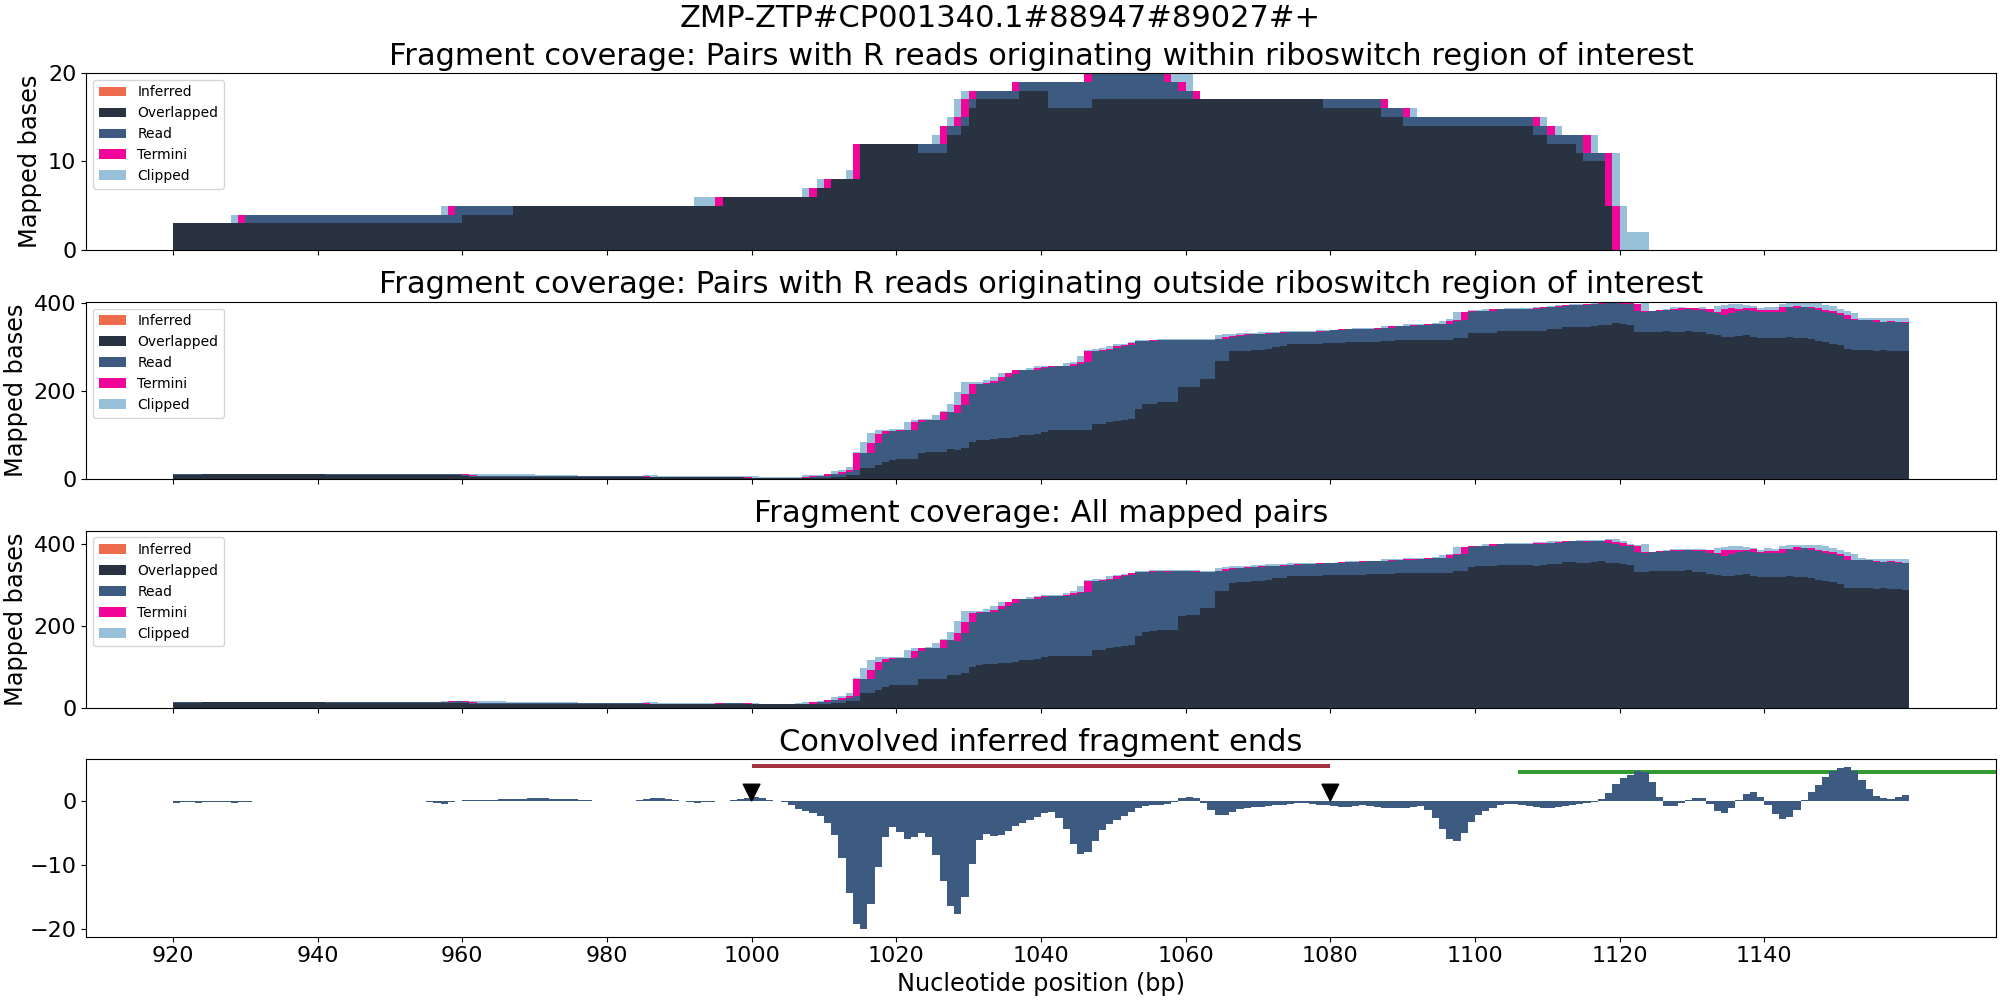 ZMP-ZTP#CP001340.1#88947#89027#+
Fragment coverage: Pairs with R reads originating within riboswitch region of interest
Mapped bases
20
10
0
Inferred
Overlapped
Read
Termini
Clipped
Fragment coverage: Pairs with R reads originating outside riboswitch region of interest
Mapped bases
400
200
0
Inferred
Overlapped
Read
Termini
Clipped
Fragment coverage: All mapped pairs
Mapped bases
400
200
0
Inferred
Overlapped
Read
Termini
Clipped
Convolved inferred fragment ends
0
−10
−20
920 940 960 980 1000 1020 1040 1060 1080 1100 1120 1140
Nucleotide position (bp)